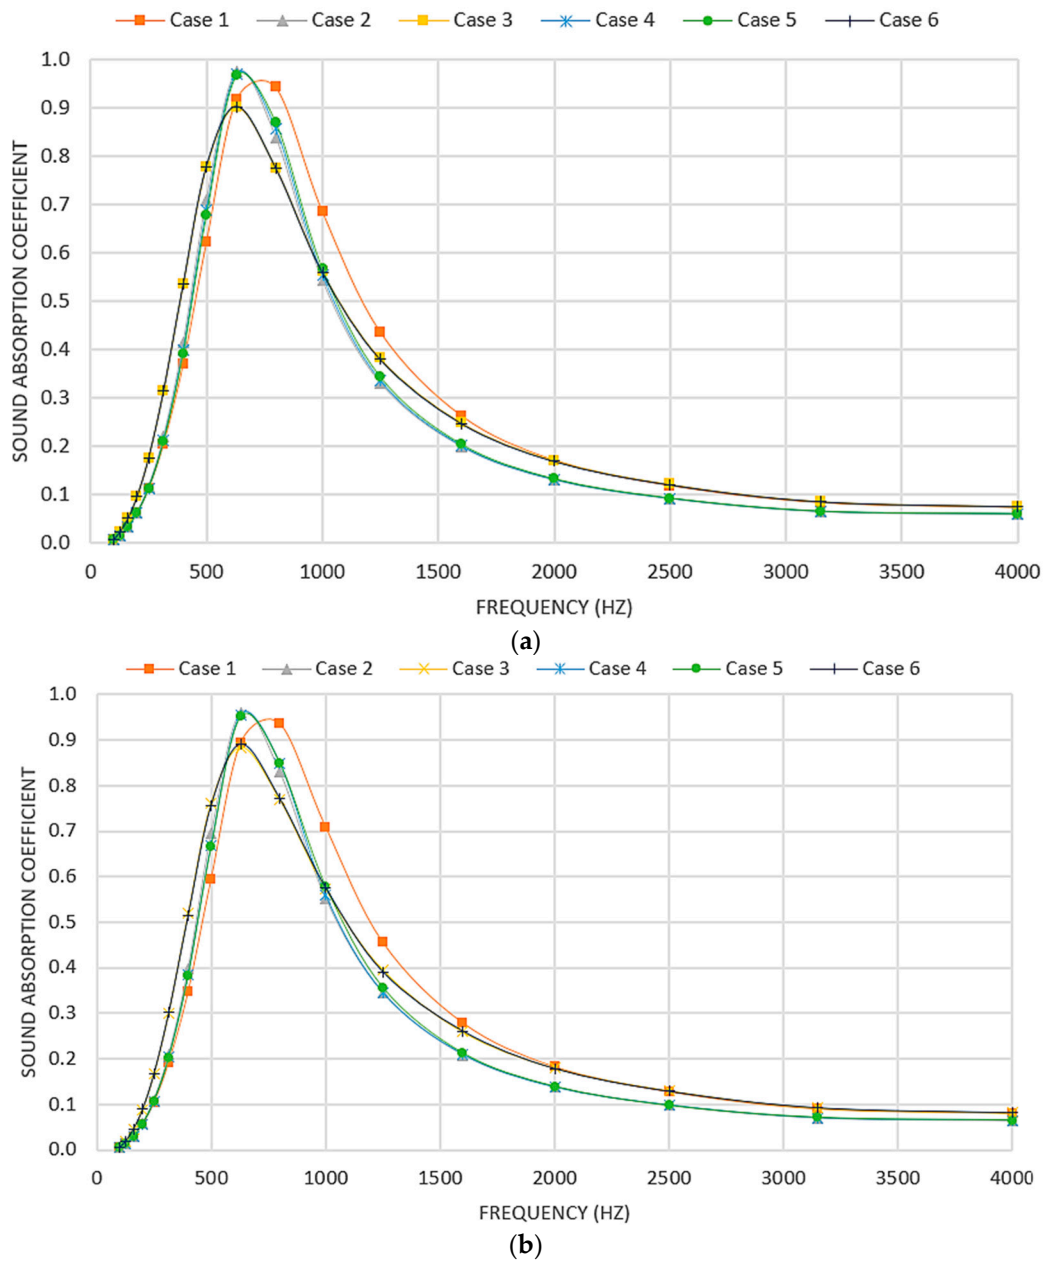 Case 1 Case 2 Case 3 Case 4 Case 5 Case 6
1.0
0.9
0.8
0.7
0.6
0.5
0.4
0.3
0.2
0.1
0.0
SOUND ABSORPTION COEFFICIENT
0 500 1000 1500 2000 2500 3000 3500 4000
FREQUENCY (HZ)
(a)
Case 1 Case 2 Case 3 Case 4 Case 5 Case 6
1.0
0.9
0.8
0.7
0.6
0.5
0.4
0.3
0.2
0.1
0.0
SOUND ABSORPTION COEFFICIENT
0 500 1000 1500 2000 2500 3000 3500 4000
FREQUENCY (HZ)
(b)